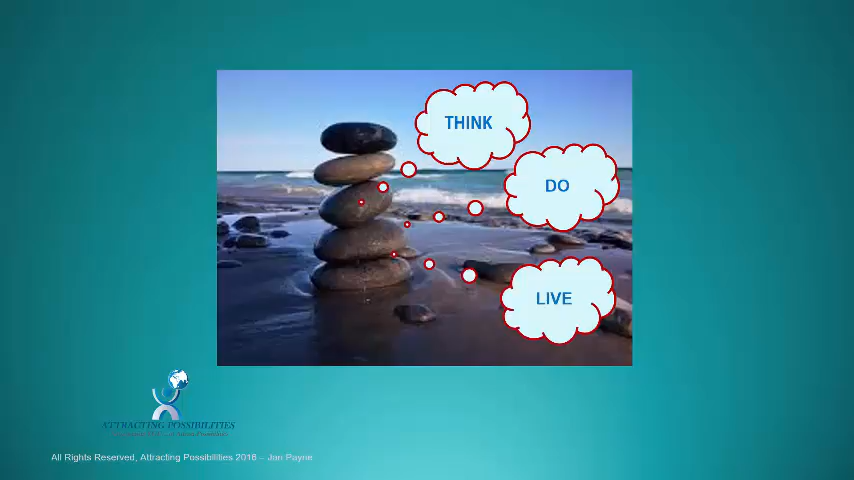 THINK
DO
LIVE
ATTRACTING POSSIBILITIES
All Rights Reserved, Attracting Possibilities 2016 – Jan Payne